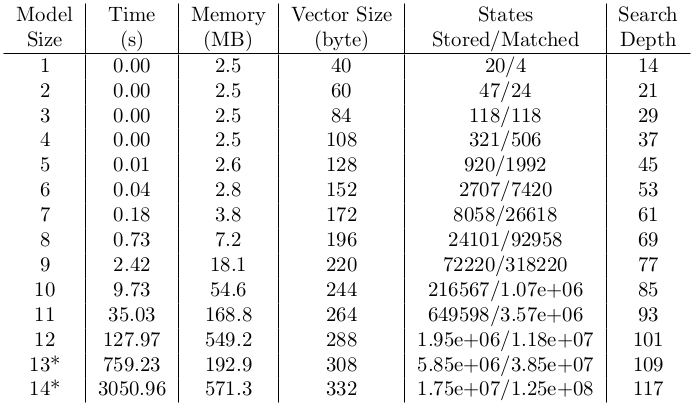 Model Time Memory Vector Size States Search
Size (s) (MB) (byte) Stored/Matched Depth
1 0.00 2.5 40 20/4 14
2 0.00 2.5 60 47/24 21
3 0.00 2.5 84 118/118 29
4 0.00 2.5 108 321/506 37
5 0.01 2.6 128 920/1992 45
6 0.04 2.8 152 2707/7420 53
7 0.18 3.8 172 8058/26618 61
8 0.73 7.2 196 24101/92958 69
9 2.42 18.1 220 72220/318220 77
10 9.73 54.6 244 216567/1.07e+06 85
11 35.03 168.8 264 649598/3.57e+06 93
12 127.97 549.2 288 1.95e+06/1.18e+07 101
13* 759.23 192.9 308 5.85e+06/3.85e+07 109
14* 3050.96 571.3 332 1.75e+07/1.25e+08 117